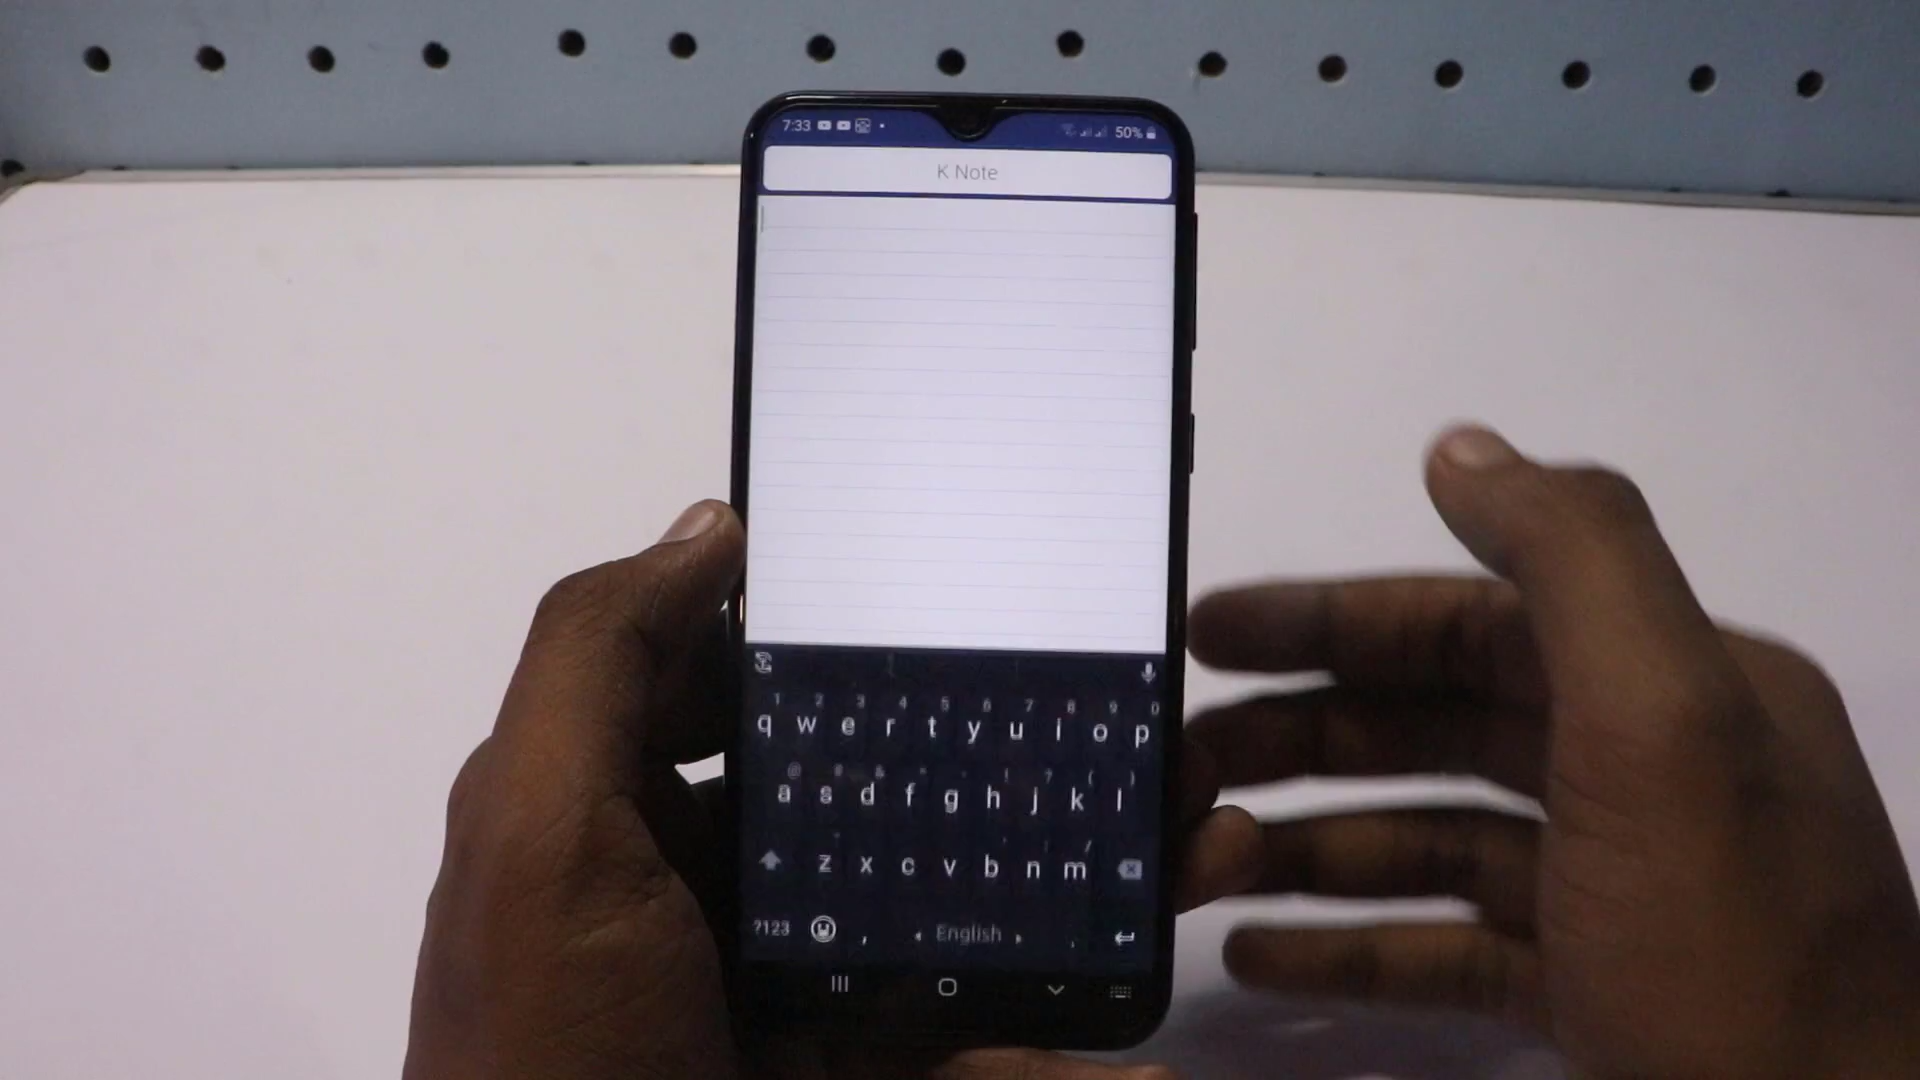 7:33 50%
K Note
1 2 3 4 5 6 7 8 9 0
q w e r t y u i o p
@ # & * - ! ? ( )
a s d f g h j k l
z x c v b n m
?123 , English .